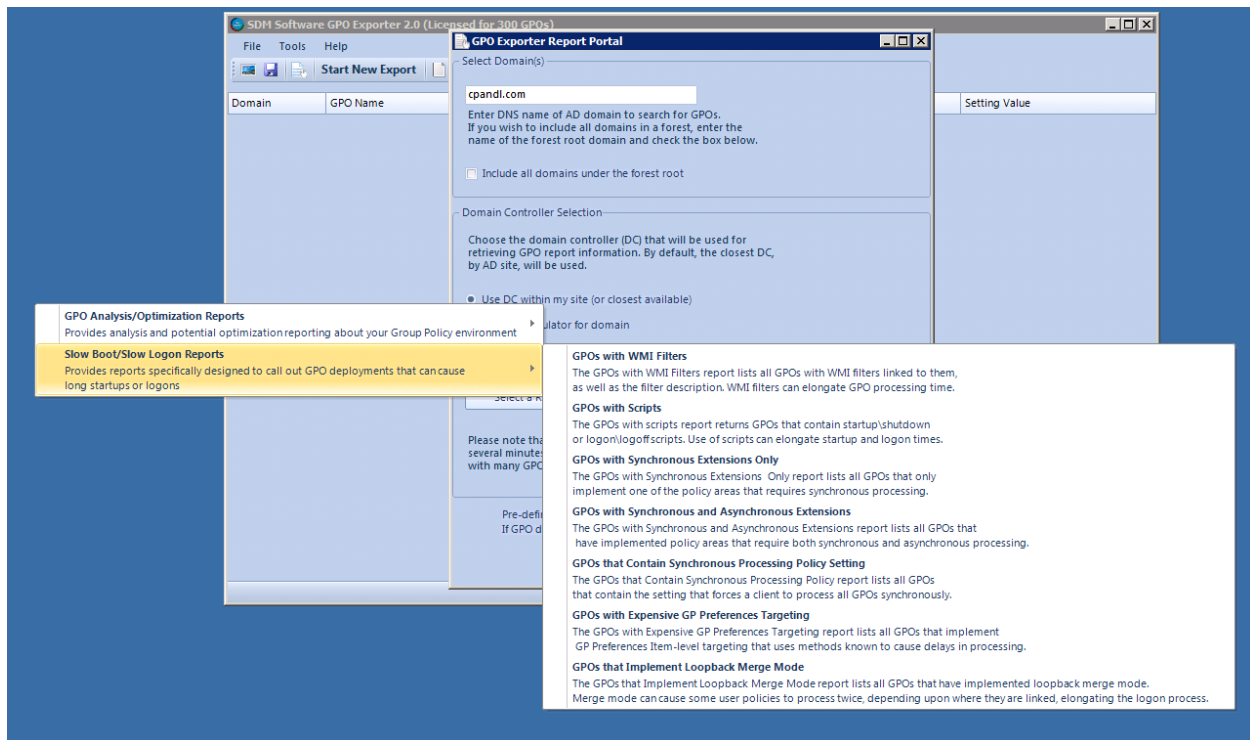 SDM Software GPO Exporter 2.0 (Licensed for 300 GPOs)
File Tools Help
Start New Export
Domain GPO Name Setting Value
GPO Exporter Report Portal
Select Domain(s)
cpandl.com
Enter DNS name of AD domain to search for GPOs.
If you wish to include all domains in a forest, enter the
name of the forest root domain and check the box below.
Include all domains under the forest root
Domain Controller Selection
Choose the domain controller (DC) that will be used for
retrieving GPO report information. By default, the closest DC,
by AD site, will be used.
Use DC within my site (or closest available)
for domain
Select a
Please note
several minutes
with many
If GPO
GPO Analysis/Optimization Reports
Provides analysis and potential optimization reporting about your Group Policy environment
Slow Boot/Slow Logon Reports
Provides reports specifically designed to call out GPO deployments that can cause
long startups or logons
GPOs with WMI Filters
The GPOs with WMI Filters report lists all GPOs with WMI filters linked to them,
as well as the filter description. WMI filters can elongate GPO processing time.
GPOs with Scripts
The GPOs with scripts report returns GPOs that contain startup\shutdown
or logon\logoff scripts. Use of scripts can elongate startup and logon times.
GPOs with Synchronous Extensions Only
The GPOs with Synchronous Extensions Only report lists all GPOs that only
implement one of the policy areas that requires synchronous processing.
GPOs with Synchronous and Asynchronous Extensions
The GPOs with Synchronous and Asynchronous Extensions report lists all GPOs that
have implemented policy areas that require both synchronous and asynchronous processing.
GPOs that Contain Synchronous Processing Policy Setting
The GPOs that Contain Synchronous Processing Policy report lists all GPOs
that contain the setting that forces a client to process all GPOs synchronously.
GPOs with Expensive GP Preferences Targeting
The GPOs with Expensive GP Preferences Targeting report lists all GPOs that implement
GP Preferences Item-level targeting that uses methods known to cause delays in processing.
GPOs that Implement Loopback Merge Mode
The GPOs that Implement Loopback Merge Mode report lists all GPOs that have implemented loopback merge mode.
Merge mode can cause some user policies to process twice, depending upon where they are linked, elongating the logon process.